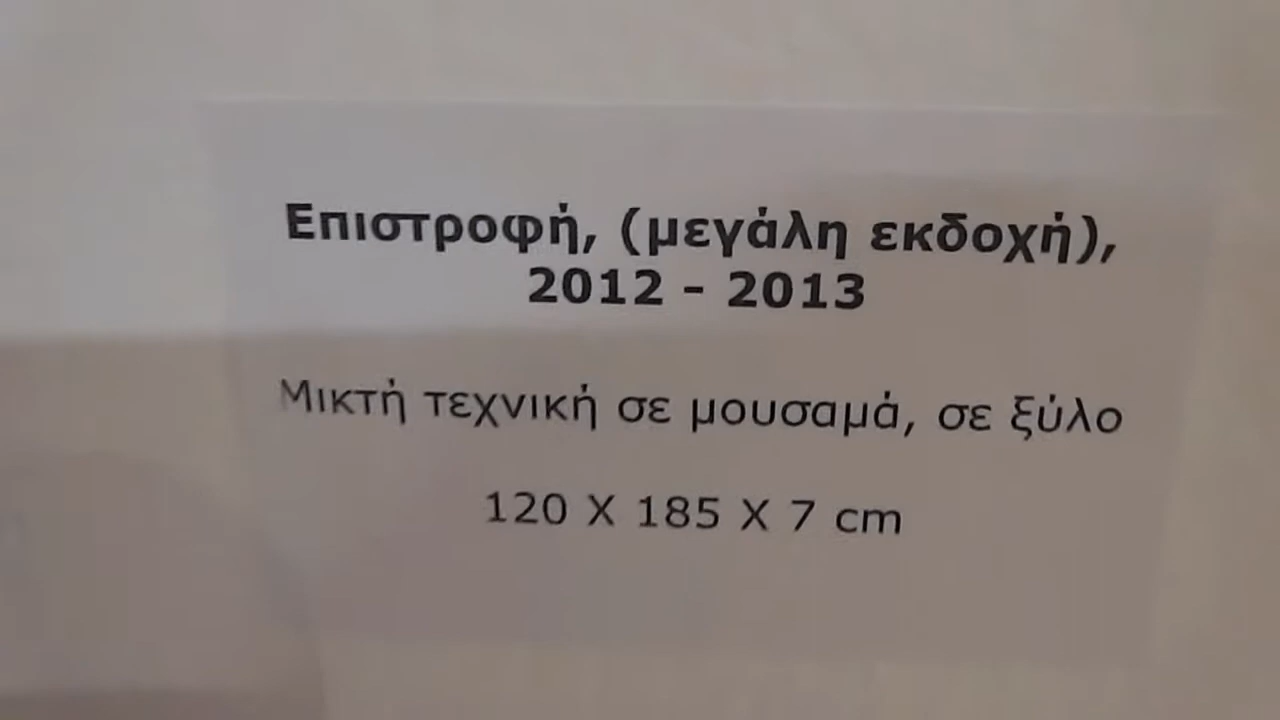 Επιστροφή, (μεγάλη εκδοχή),
2012 - 2013
Μικτή τεχνική σε μουσαμά, σε ξύλο
120 X 185 X 7 cm